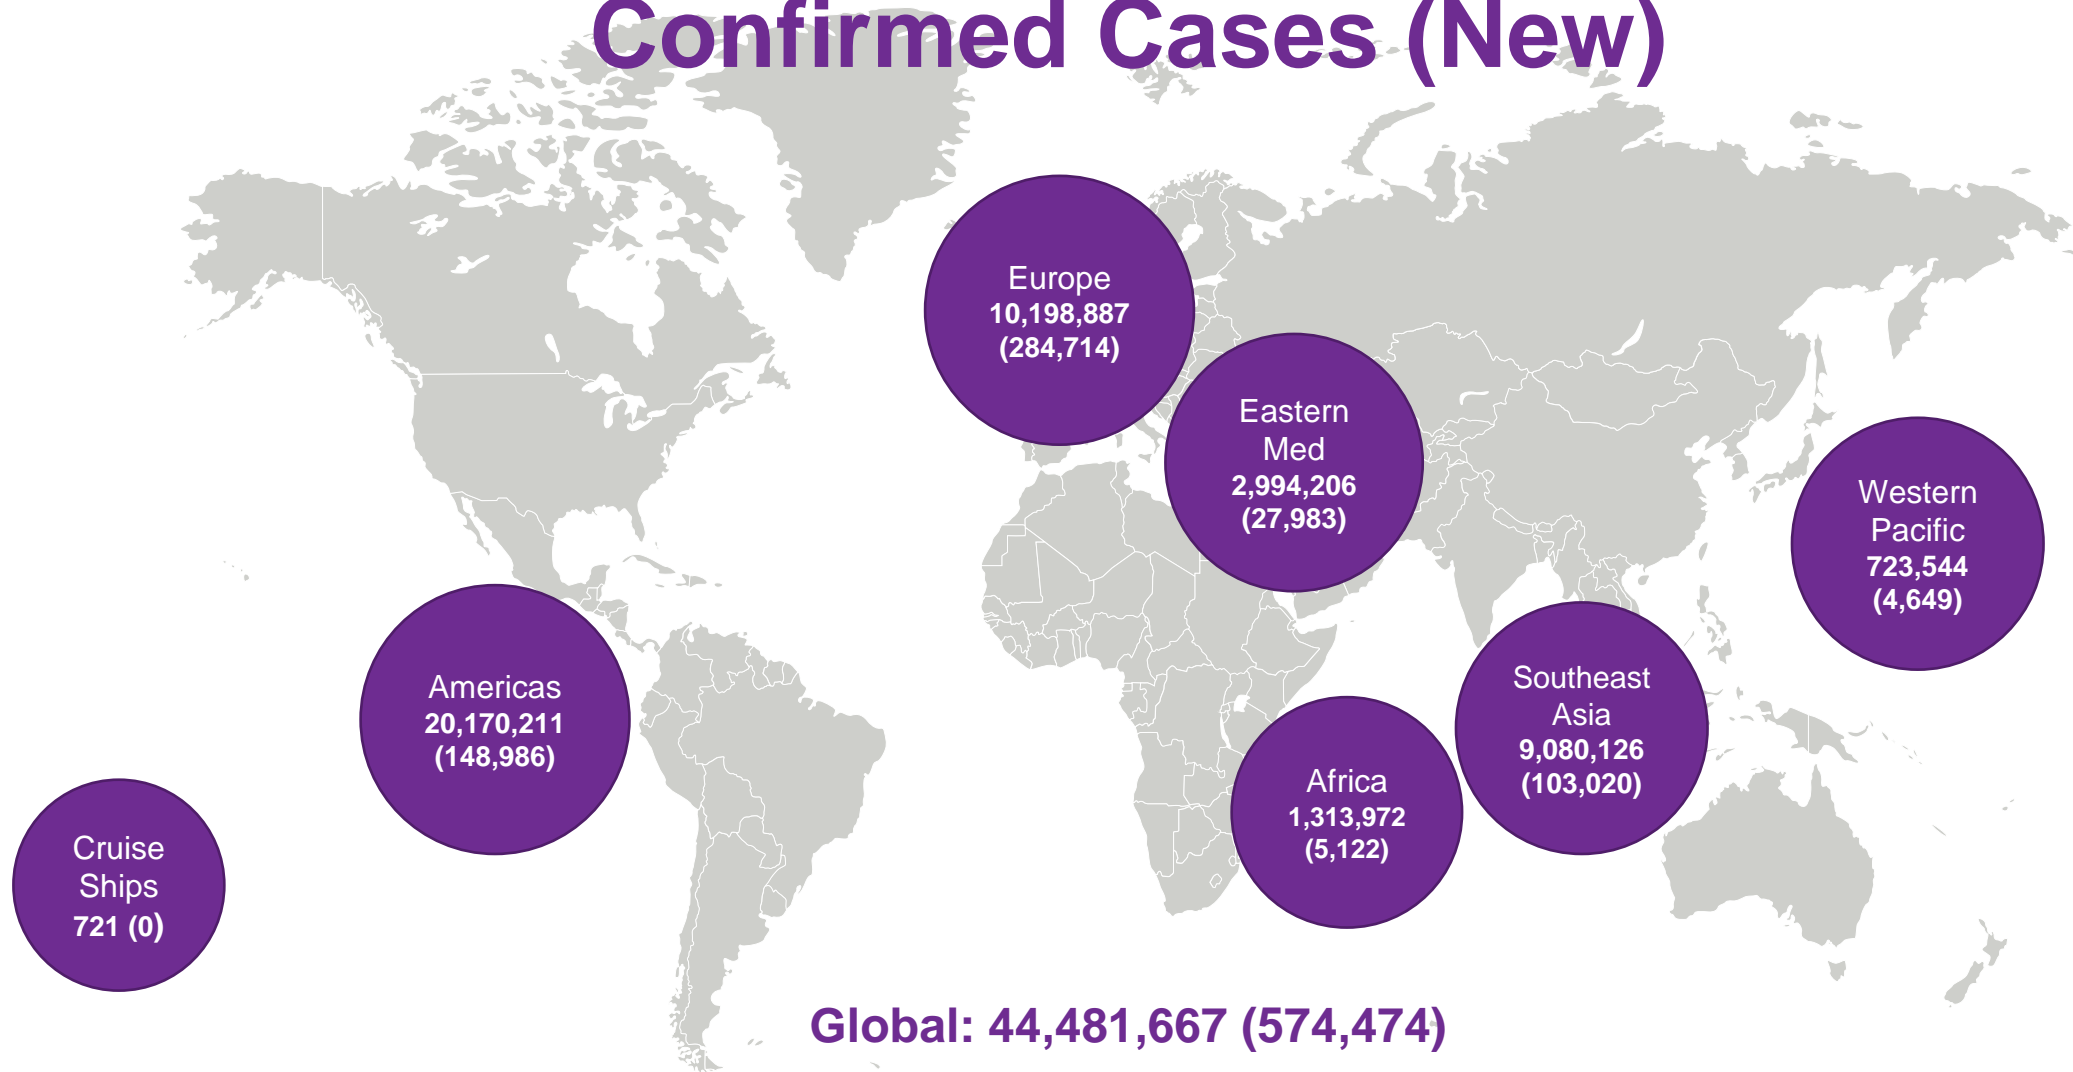 Confirmed Cases (New)
Europe
10,198,887
(284,714)
Eastern
Med
2,994,206
(27,983)
Western
Pacific
723,544
(4,649)
Americas
20,170,211
(148,986)
Southeast
Asia
9,080,126
(103,020)
Africa
1,313,972
(5,122)
Cruise
Ships
721 (0)
Global: 44,481,667 (574,474)